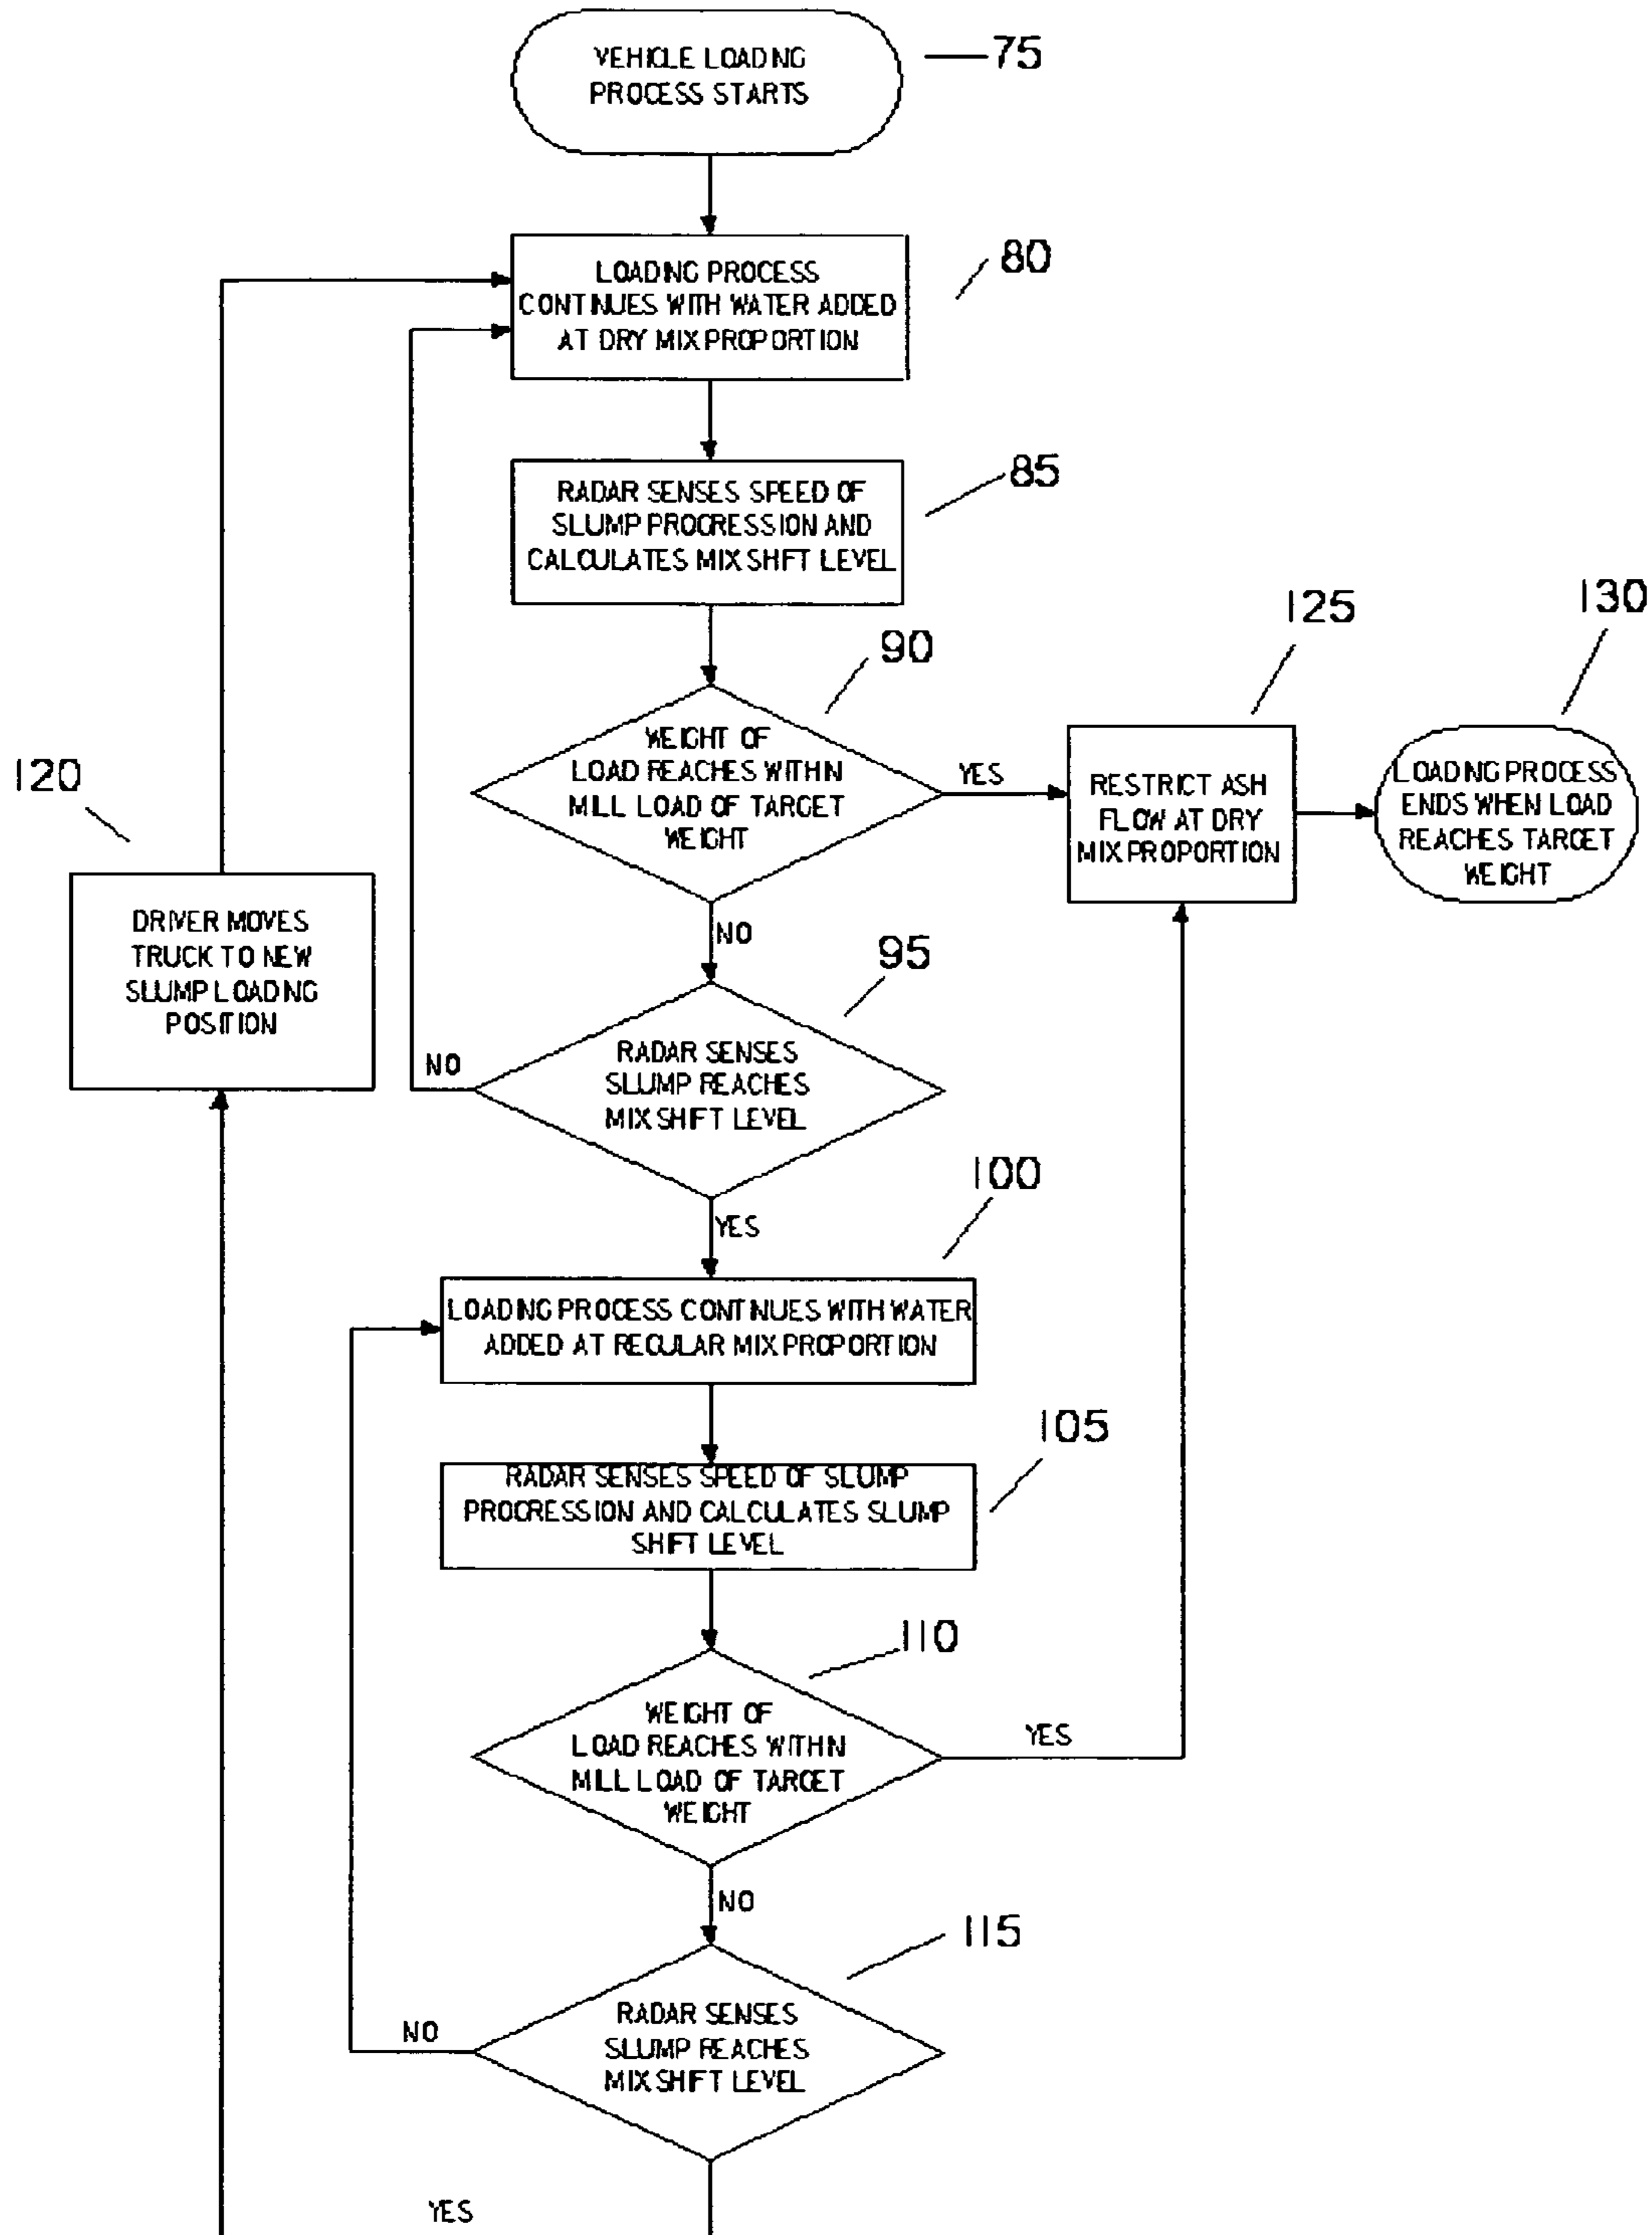 VEHICLE LOADING
PROCESS STARTS
75
LOADING PROCESS
CONTINUES WITH WATER ADDED
AT DRY MIX PROPORTION
80
RADAR SENSES SPEED OF
SLUMP PROGRESSION AND
CALCULATES MIX SHIFT LEVEL
85
WEIGHT OF
LOAD REACHES WITHIN
MILL LOAD OF TARGET
WEIGHT
90
YES
NO
RESTRICT ASH
FLOW AT DRY
MIX PROPORTION
125
LOADING PROCESS
ENDS WHEN LOAD
REACHES TARGET
WEIGHT
130
120
DRIVER MOVES
TRUCK TO NEW
SLUMP LOADING
POSITION
RADAR SENSES
SLUMP REACHES
MIX SHIFT LEVEL
95
NO
YES
100
LOADING PROCESS CONTINUES WITH WATER
ADDED AT REGULAR MIX PROPORTION
105
RADAR SENSES SPEED OF SLUMP
PROGRESSION AND CALCULATES SLUMP
SHIFT LEVEL
110
WEIGHT OF
LOAD REACHES WITHIN
MILL LOAD OF TARGET
WEIGHT
YES
NO
115
RADAR SENSES
SLUMP REACHES
MIX SHIFT LEVEL
NO
YES